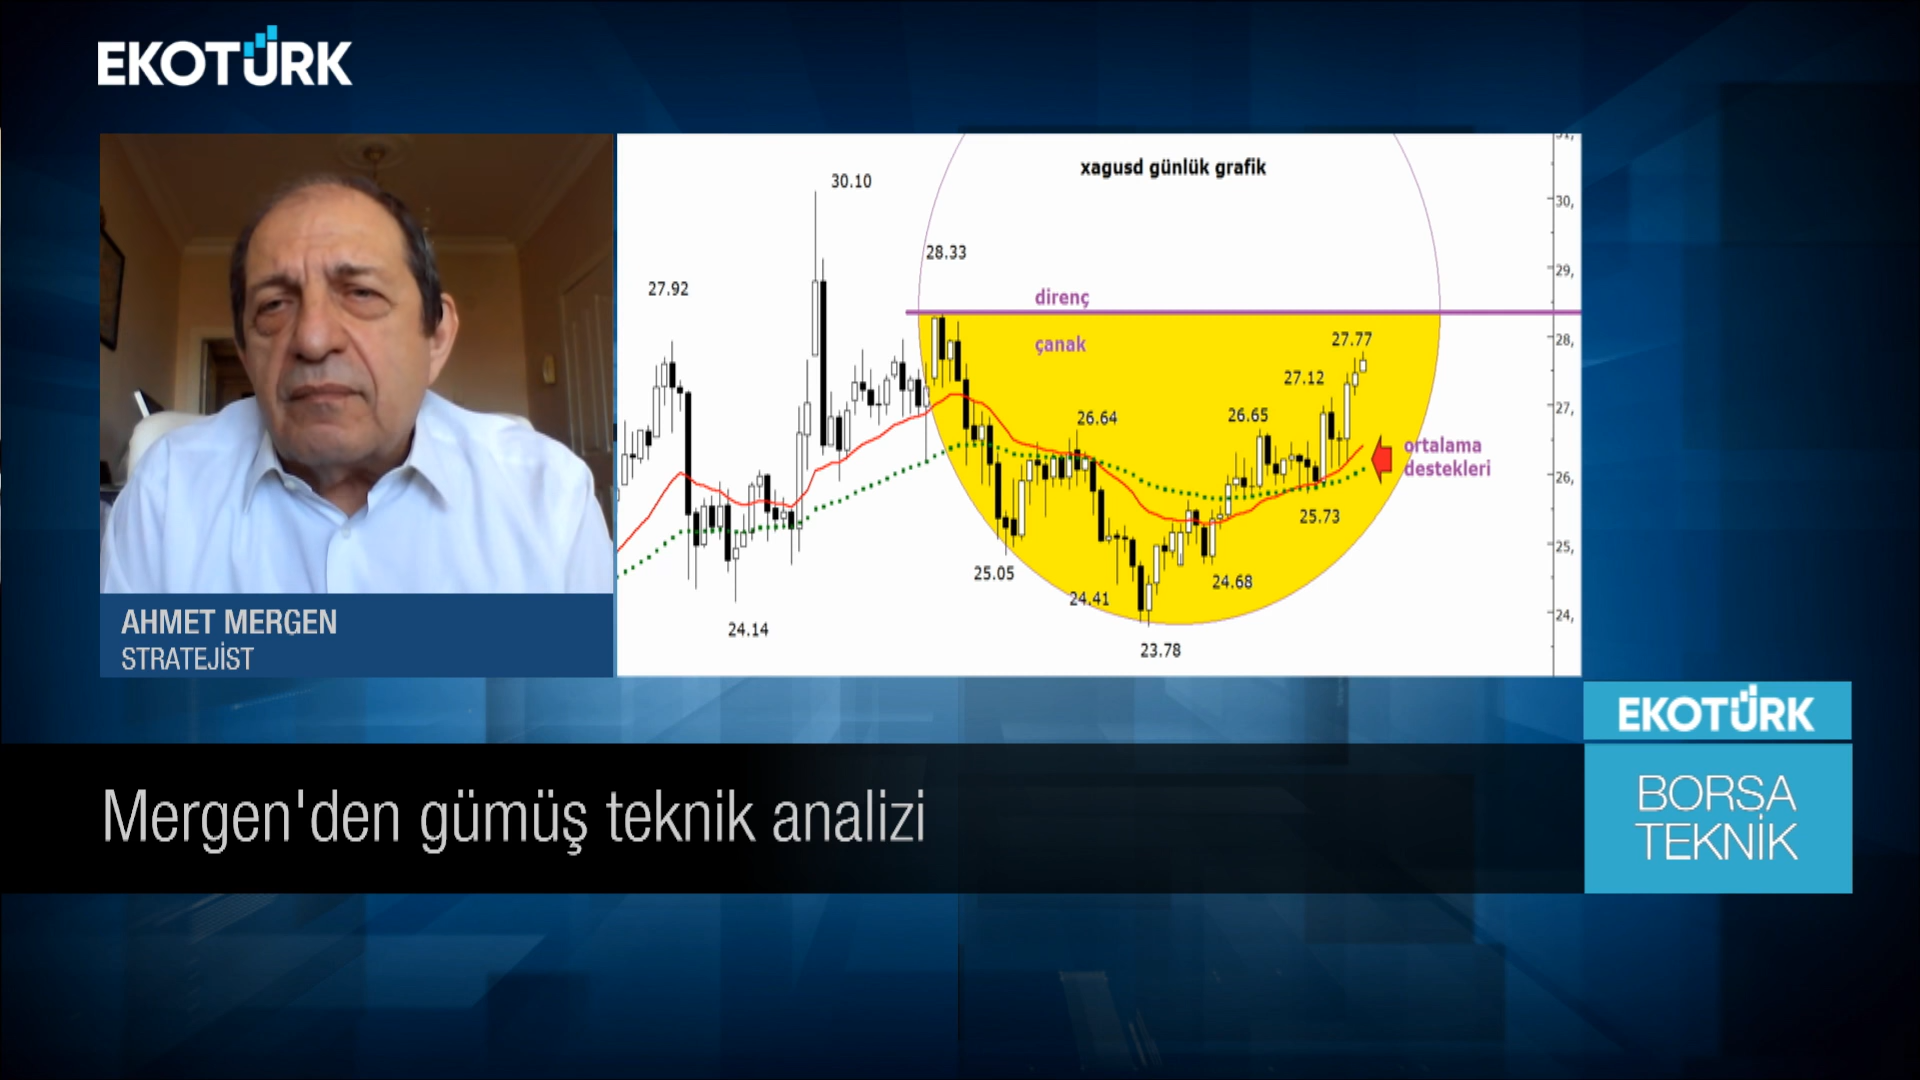 EKOTÜRK
xagusd günlük grafik
30.10
28.33
27.92
direnç
çanak
27.77
27.12
26.64
26.65
ortalama
destekleri
25.73
25.05
24.68
24.41
24.14
23.78
30,
29,
28,
27,
26,
25,
24,
AHMET MERGEN
STRATEJİST
EKOTÜRK
Mergen'den gümüş teknik analizi
BORSA
TEKNİK